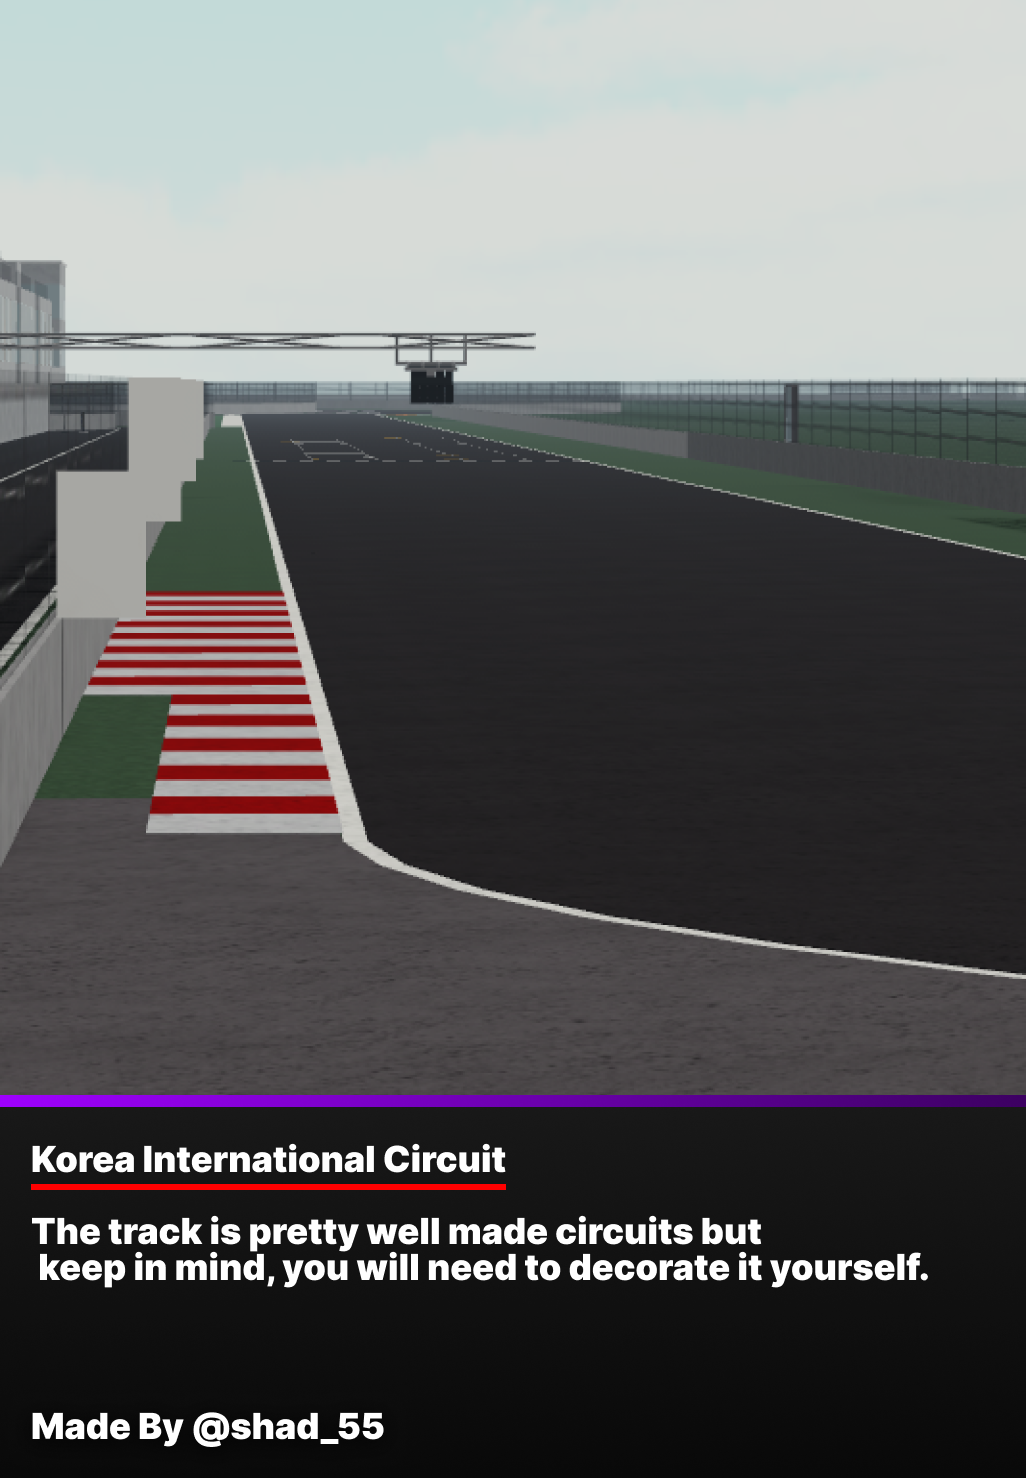 Korea International Circuit
The track is pretty well made circuits but
keep in mind, you will need to decorate it yourself.
Made By @shad_55